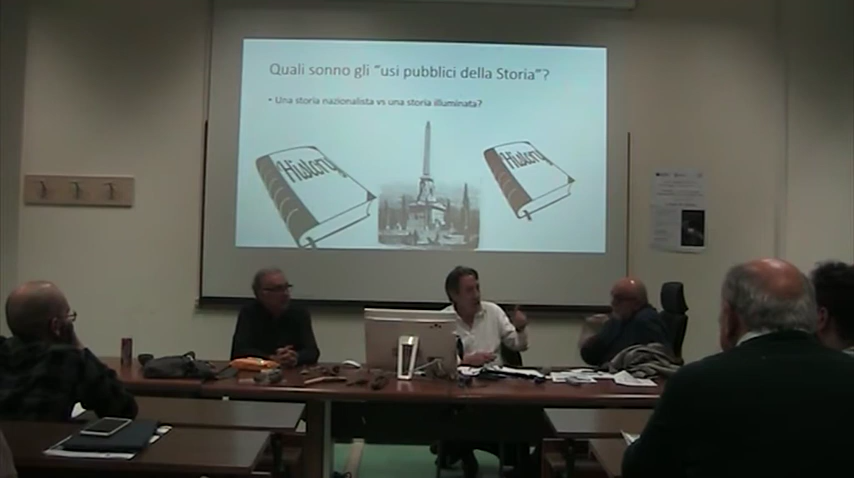 Quali sonno gli "usi pubblici della Storia"?
• Una storia nazionalista vs una storia illuminata?
History
History